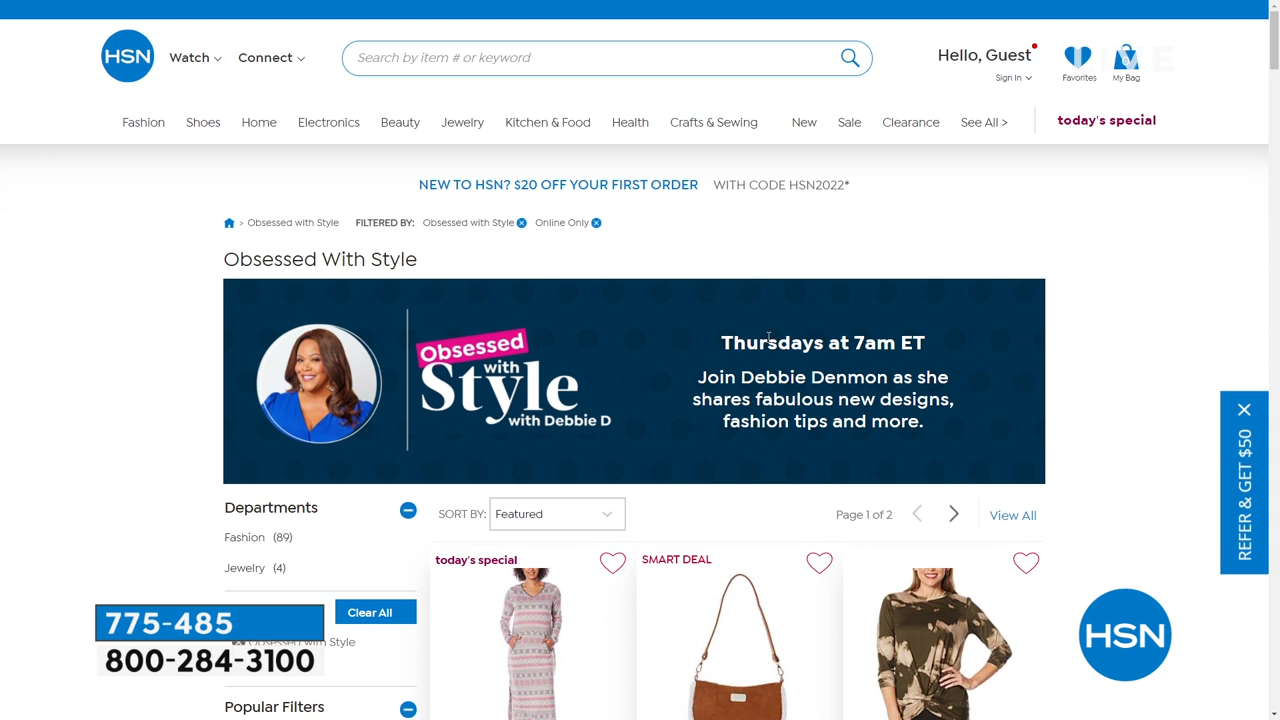 HSN
Watch
Connect
Search by item # or keyword
Hello, Guest
Sign In
Favorites
My Bag
Fashion
Shoes
Home
Electronics
Beauty
Jewelry
Kitchen & Food
Health
Crafts & Sewing
New
Sale
Clearance
See All >
today's special
NEW TO HSN? $20 OFF YOUR FIRST ORDER WITH CODE HSN2022*
> Obsessed with Style
FILTERED BY: Obsessed with Style Online Only
Obsessed With Style
Obsessed
with
Style
with Debbie D
Thursdays at 7am ET
Join Debbie Denmon as she
shares fabulous new designs,
fashion tips and more.
REFER & GET $50
Departments
Fashion (89)
Jewelry (4)
SORT BY: Featured
Page 1 of 2
View All
today's special
SMART DEAL
Clear All
775-485
Obsessed with Style
800-284-3100
Popular Filters
HSN